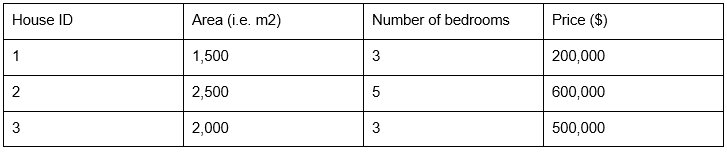 House ID Area (i.e. m2) Number of bedrooms Price ($)
1 1,500 3 200,000
2 2,500 5 600,000
3 2,000 3 500,000